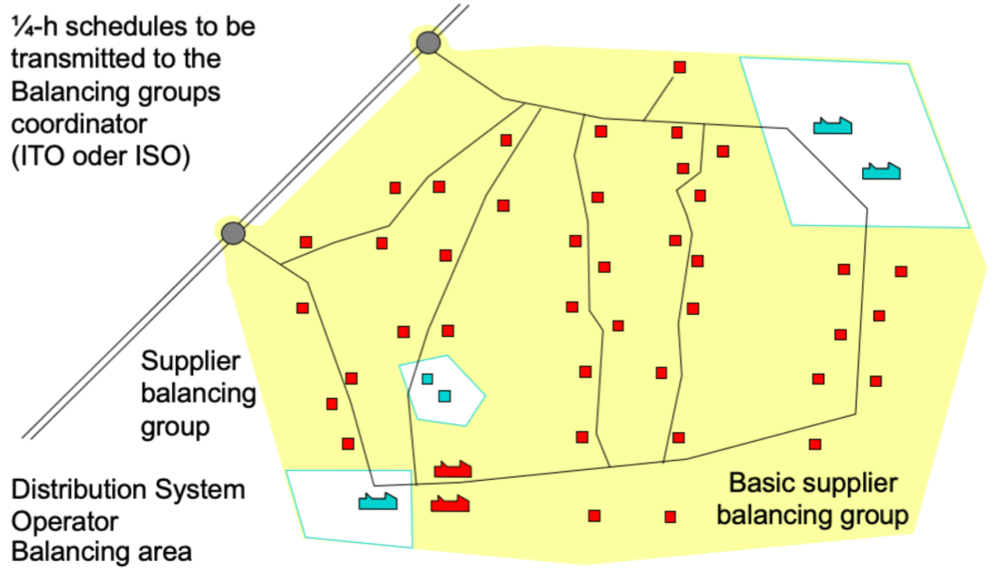 ¼-h schedules to be
transmitted to the
Balancing groups
coordinator
(ITO oder ISO)
Supplier
balancing
group
Distribution System
Operator
Balancing area
Basic supplier
balancing group